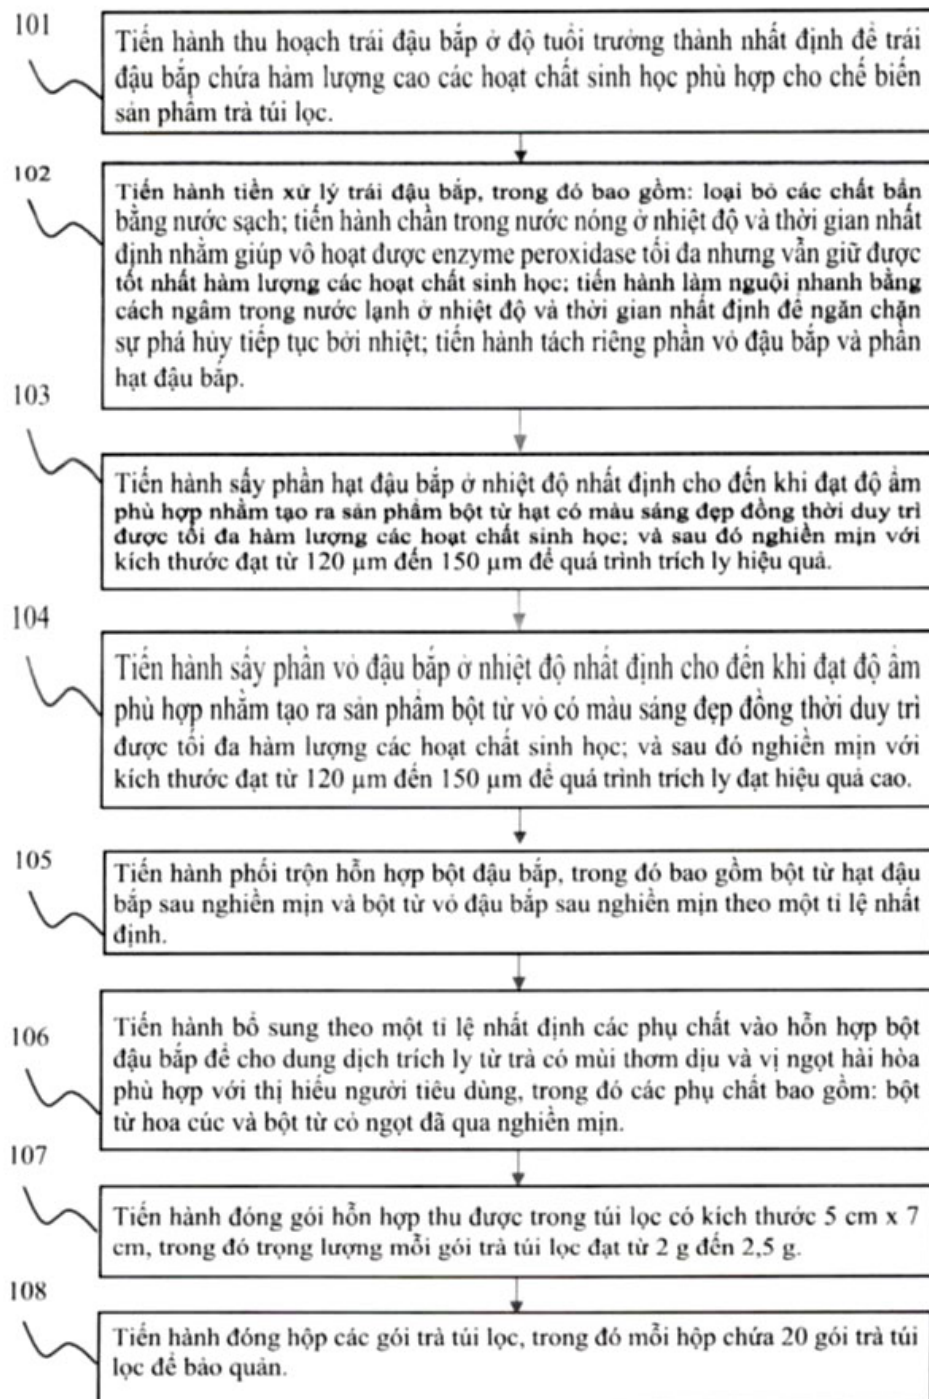 101
Tiến hành thu hoạch trái đậu bắp ở độ tuổi trưởng thành nhất định để trái
đậu bắp chứa hàm lượng cao các hoạt chất sinh học phù hợp cho chế biến
sản phẩm trà túi lọc.
102
Tiến hành tiền xử lý trái đậu bắp, trong đó bao gồm: loại bỏ các chất bẩn
bằng nước sạch; tiến hành chần trong nước nóng ở nhiệt độ và thời gian nhất
định nhằm giúp vô hoạt được enzyme peroxidase tối đa nhưng vẫn giữ được
tốt nhất hàm lượng các hoạt chất sinh học; tiến hành làm nguội nhanh bằng
cách ngâm trong nước lạnh ở nhiệt độ và thời gian nhất định để ngăn chặn
sự phá hủy tiếp tục bởi nhiệt; tiến hành tách riêng phần vỏ đậu bắp và phần
hạt đậu bắp.
103
Tiến hành sấy phần hạt đậu bắp ở nhiệt độ nhất định cho đến khi đạt độ ẩm
phù hợp nhằm tạo ra sản phẩm bột từ hạt có màu sáng đẹp đồng thời duy trì
được tối đa hàm lượng các hoạt chất sinh học; và sau đó nghiền mịn với
kích thước đạt từ 120 µm đến 150 µm để quá trình trích ly hiệu quả.
104
Tiến hành sấy phần vỏ đậu bắp ở nhiệt độ nhất định cho đến khi đạt độ ẩm
phù hợp nhằm tạo ra sản phẩm bột từ vỏ có màu sáng đẹp đồng thời duy trì
được tối đa hàm lượng các hoạt chất sinh học; và sau đó nghiền mịn với
kích thước đạt từ 120 µm đến 150 µm để quá trình trích ly đạt hiệu quả cao.
105
Tiến hành phối trộn hỗn hợp bột đậu bắp, trong đó bao gồm bột từ hạt đậu
bắp sau nghiền mịn và bột từ vỏ đậu bắp sau nghiền mịn theo một tỉ lệ nhất
định.
106
Tiến hành bổ sung theo một tỉ lệ nhất định các phụ chất vào hỗn hợp bột
đậu bắp để cho dung dịch trích ly từ trà có mùi thơm dịu và vị ngọt hài hòa
phù hợp với thị hiếu người tiêu dùng, trong đó các phụ chất bao gồm: bột
từ hoa cúc và bột từ cỏ ngọt đã qua nghiền mịn.
107
Tiến hành đóng gói hỗn hợp thu được trong túi lọc có kích thước 5 cm x 7
cm, trong đó trọng lượng mỗi gói trà túi lọc đạt từ 2 g đến 2,5 g.
108
Tiến hành đóng hộp các gói trà túi lọc, trong đó mỗi hộp chứa 20 gói trà túi
lọc để bảo quản.